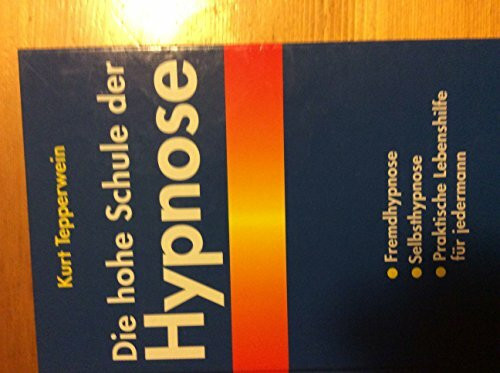 Kurt Tepperwein
Die hohe Schule der
Hypnose
Fremdhypnose
Selbsthypnose
Praktische Lebenshilfe
für jedermann